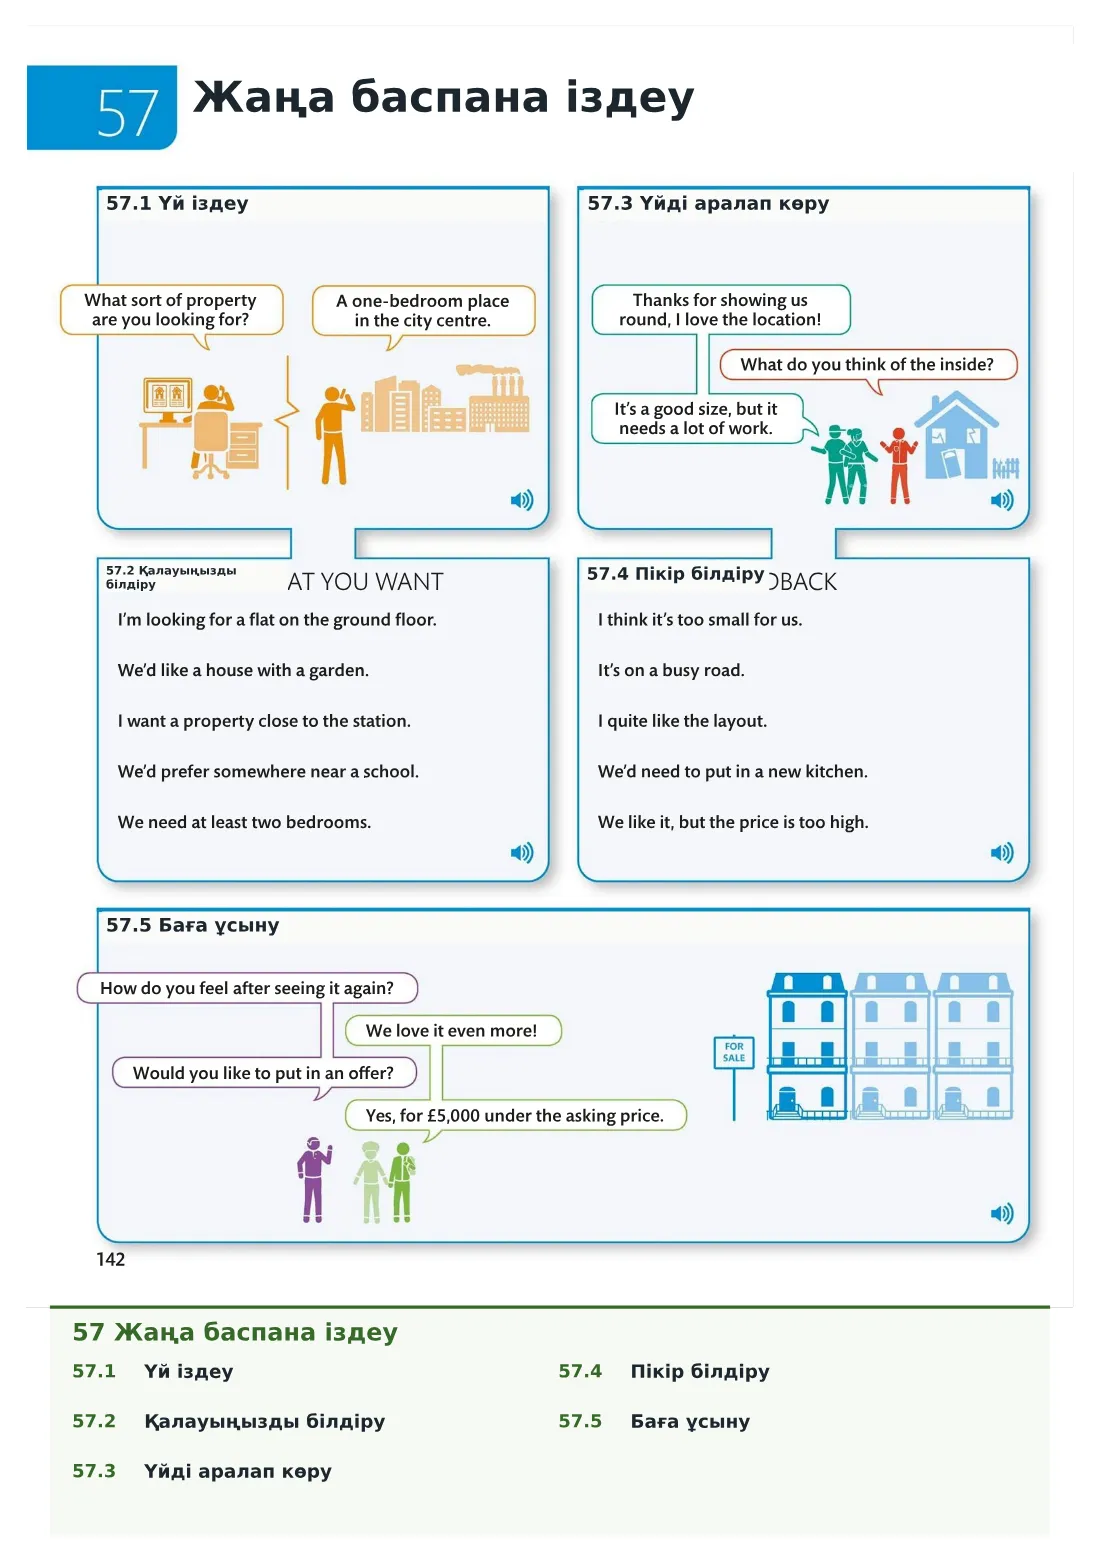 57
Жаңа баспана іздеу
57.1 Үй іздеу
What sort of property
are you looking for?
A one-bedroom place
in the city centre.
57.2 Қалауыңызды
білдіру
AT YOU WANT
I'm looking for a flat on the ground floor.
We'd like a house with a garden.
I want a property close to the station.
We'd prefer somewhere near a school.
We need at least two bedrooms.
57.3 Үйді аралап көру
Thanks for showing us
round, I love the location!
What do you think of the inside?
It's a good size, but it
needs a lot of work.
57.4 Пікір білдіру
DBACK
I think it's too small for us.
It's on a busy road.
I quite like the layout.
We'd need to put in a new kitchen.
We like it, but the price is too high.
57.5 Баға ұсыну
How do you feel after seeing it again?
We love it even more!
Would you like to put in an offer?
Yes, for £5,000 under the asking price.
FOR
SALE
142
57 Жаңа баспана іздеу
57.1 Үй іздеу
57.2 Қалауыңызды білдіру
57.3 Үйді аралап көру
57.4 Пікір білдіру
57.5 Баға ұсыну